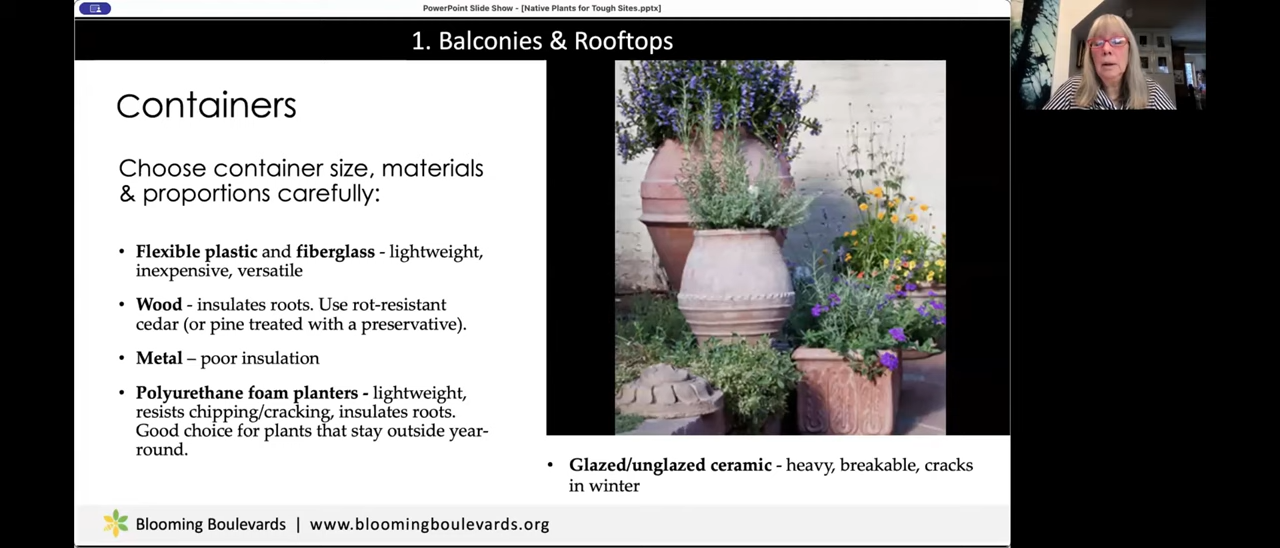 PowerPoint Slide Show - [Native Plants for Tough Sites.pptx]
1. Balconies & Rooftops
Containers
Choose container size, materials
& proportions carefully:
• Flexible plastic and fiberglass - lightweight,
inexpensive, versatile
• Wood - insulates roots. Use rot-resistant
cedar (or pine treated with a preservative).
• Metal – poor insulation
• Polyurethane foam planters - lightweight,
resists chipping/cracking, insulates roots.
Good choice for plants that stay outside year-
round.
• Glazed/unglazed ceramic - heavy, breakable, cracks
in winter
Blooming Boulevards | www.bloomingboulevards.org